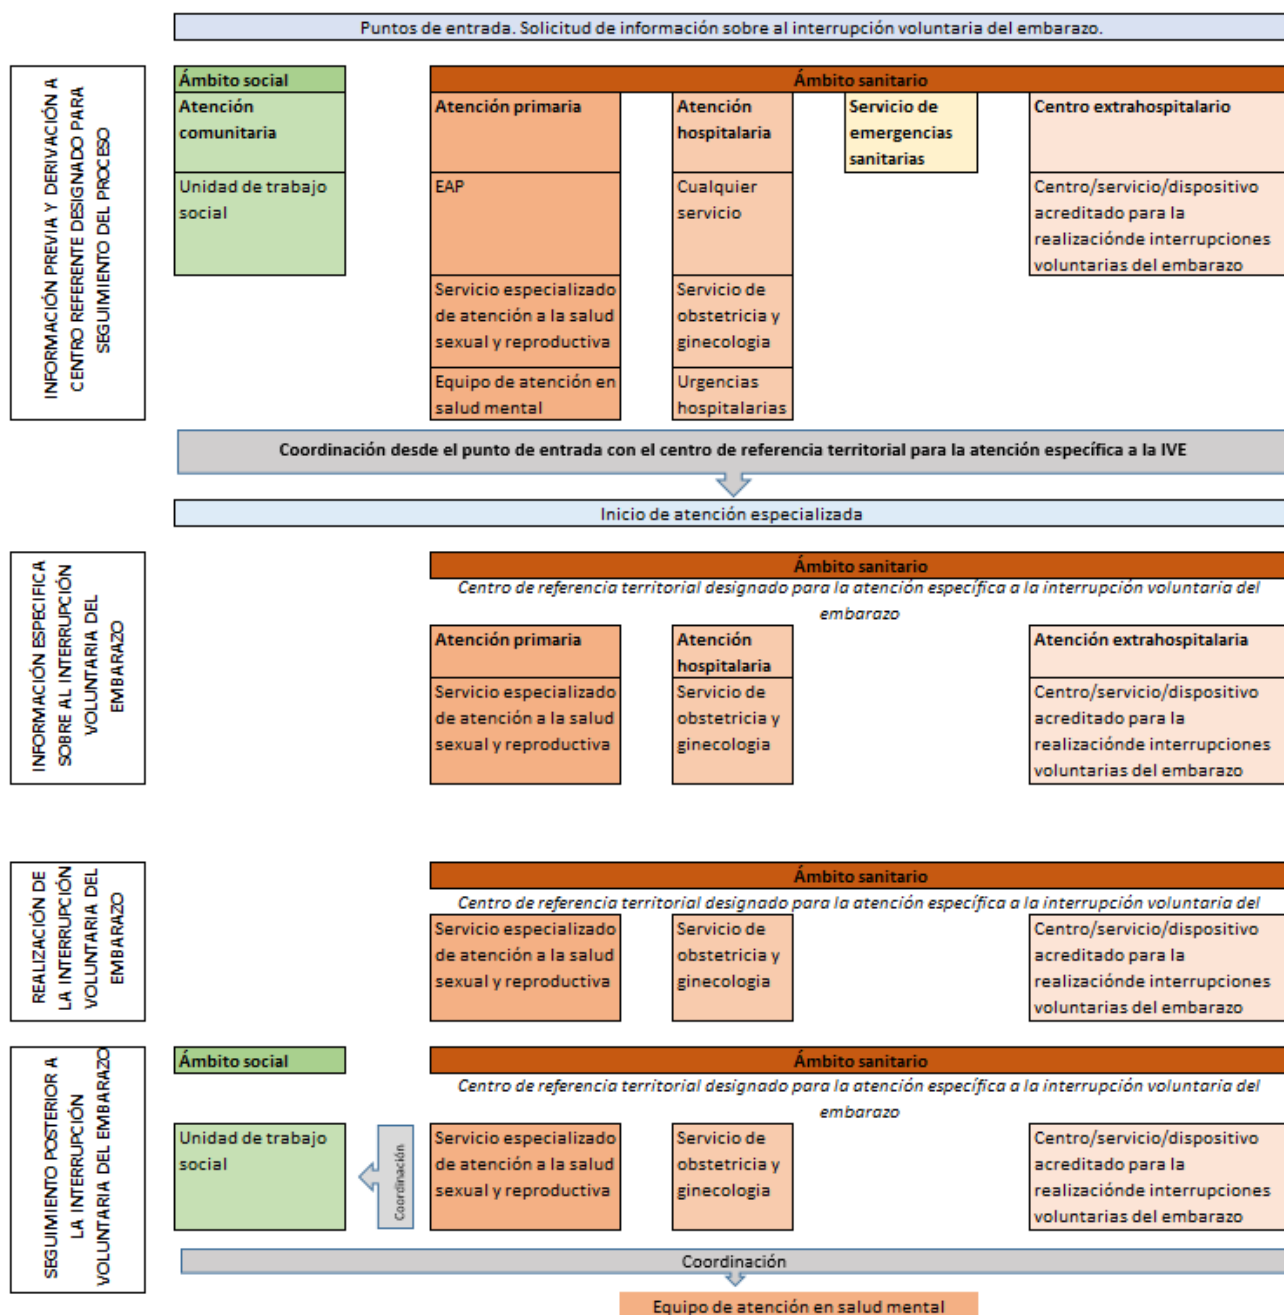 Puntos de entrada. Solicitud de información sobre al interrupción voluntaria del embarazo.
INFORMACIÓN PREVIA Y DERIVACIÓN A
CENTRO REFERENTE DESIGNADO PARA
SEGUIMIENTO DEL PROCESO
Ámbito social
Atención
comunitaria
Unidad de trabajo
social
Ámbito sanitario
Atención primaria
EAP
Servicio especializado
de atención a la salud
sexual y reproductiva
Equipo de atención en
salud mental
Atención
hospitalaria
Cualquier
servicio
Servicio de
obstetricia y
ginecologia
Urgencias
hospitalarias
Servicio de
emergencias
sanitarias
Centro extrahospitalario
Centro/servicio/dispositivo
acreditado para la
realizaciónde interrupciones
voluntarias del embarazo
Coordinación desde el punto de entrada con el centro de referencia territorial para la atención específica a la IVE
Inicio de atención especializada
INFORMACIÓN ESPECIFICA
SOBRE AL INTERRUPCIÓN
VOLUNTARIA DEL
EMBARAZO
Ámbito sanitario
Centro de referencia territorial designado para la atención específica a la interrupción voluntaria del
embarazo
Atención primaria
Servicio especializado
de atención a la salud
sexual y reproductiva
Atención
hospitalaria
Servicio de
obstetricia y
ginecologia
Atención extrahospitalaria
Centro/servicio/dispositivo
acreditado para la
realizaciónde interrupciones
voluntarias del embarazo
REALIZACIÓN DE
LA INTERRUPCIÓN
VOLUNTARIA DEL
EMBARAZO
Ámbito sanitario
Centro de referencia territorial designado para la atención específica a la interrupción voluntaria del
Servicio especializado
de atención a la salud
sexual y reproductiva
Servicio de
obstetricia y
ginecologia
Centro/servicio/dispositivo
acreditado para la
realizaciónde interrupciones
voluntarias del embarazo
SEGUIMIENTO POSTERIOR A
LA INTERRUPCIÓN
VOLUNTARIA DEL EMBARAZO
Ámbito social
Unidad de trabajo
social
Coordinación
Ámbito sanitario
Centro de referencia territorial designado para la atención específica a la interrupción voluntaria del
embarazo
Servicio especializado
de atención a la salud
sexual y reproductiva
Servicio de
obstetricia y
ginecologia
Centro/servicio/dispositivo
acreditado para la
realizaciónde interrupciones
voluntarias del embarazo
Coordinación
Equipo de atención en salud mental